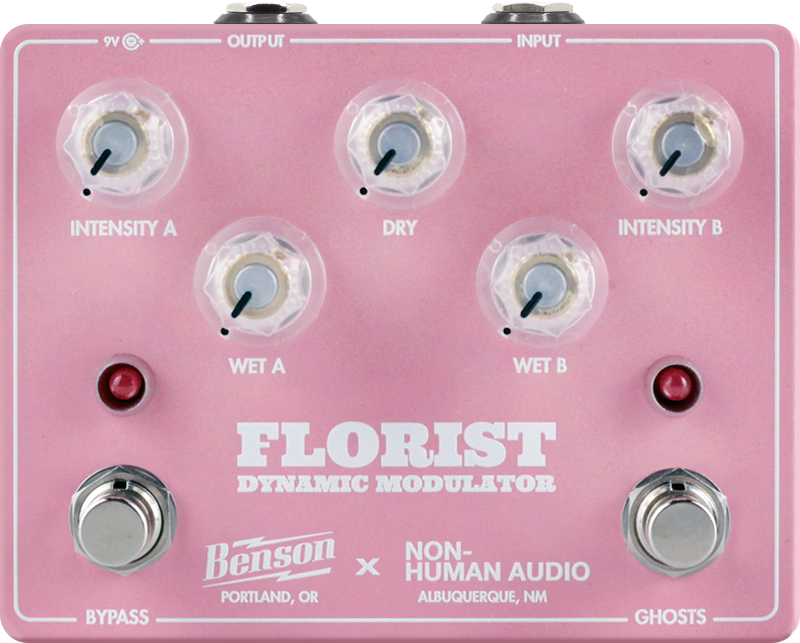 9V
OUTPUT
INPUT
INTENSITY A
DRY
INTENSITY B
WET A
WET B
FLORIST
DYNAMIC MODULATOR
Benson
PORTLAND, OR
x
NON-
HUMAN AUDIO
ALBUQUERQUE, NM
BYPASS
GHOSTS